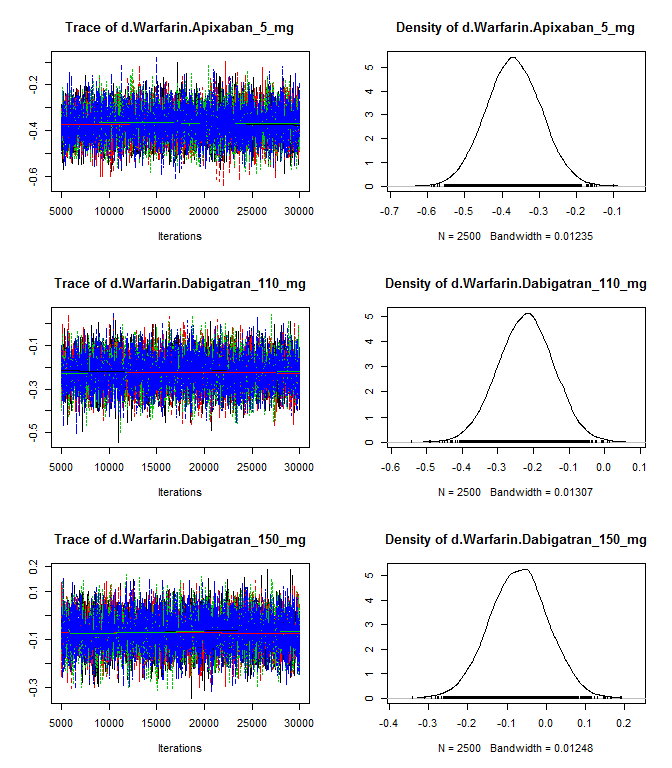 Trace of d.Warfarin.Apixaban_5_mg
Density of d.Warfarin.Apixaban_5_mg
-0.2
-0.4
-0.6
5000 10000 15000 20000 25000 30000
Iterations
5
4
3
2
1
0
-0.7 -0.6 -0.5 -0.4 -0.3 -0.2 -0.1
N = 2500 Bandwidth = 0.01235
Trace of d.Warfarin.Dabigatran_110_mg
Density of d.Warfarin.Dabigatran_110_mg
-0.1
-0.3
-0.5
5000 10000 15000 20000 25000 30000
Iterations
5
4
3
2
1
0
-0.6 -0.5 -0.4 -0.3 -0.2 -0.1 0.0 0.1
N = 2500 Bandwidth = 0.01307
Trace of d.Warfarin.Dabigatran_150_mg
Density of d.Warfarin.Dabigatran_150_mg
0.2
0.1
-0.1
-0.3
5000 10000 15000 20000 25000 30000
Iterations
5
4
3
2
1
0
-0.4 -0.3 -0.2 -0.1 0.0 0.1 0.2
N = 2500 Bandwidth = 0.01248